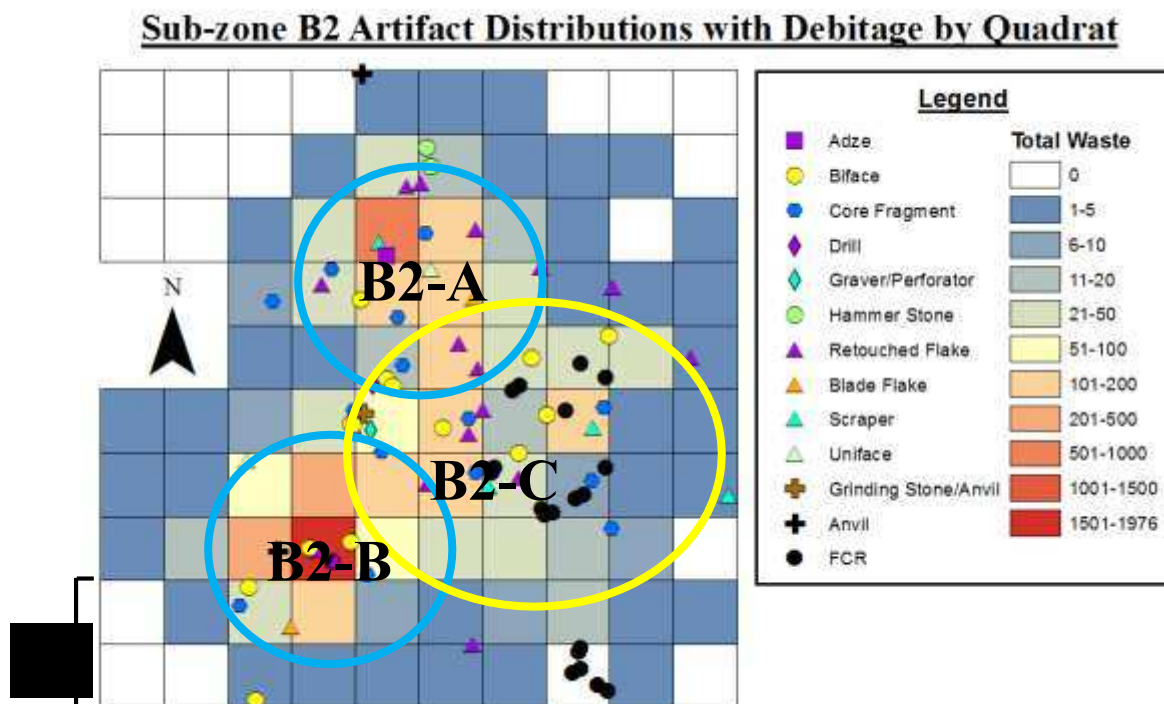 Sub-zone B2 Artifact Distributions with Debitage by Quadrat
N
B2-A
B2-C
B2-B
Legend
Adze
Biface
Core Fragment
Drill
Graver/Perforator
Hammer Stone
Retouched Flake
Blade Flake
Scraper
Uniface
Grinding Stone/Anvil
Anvil
FCR
Total Waste
0
1-5
6-10
11-20
21-50
51-100
101-200
201-500
501-1000
1001-1500
1501-1976